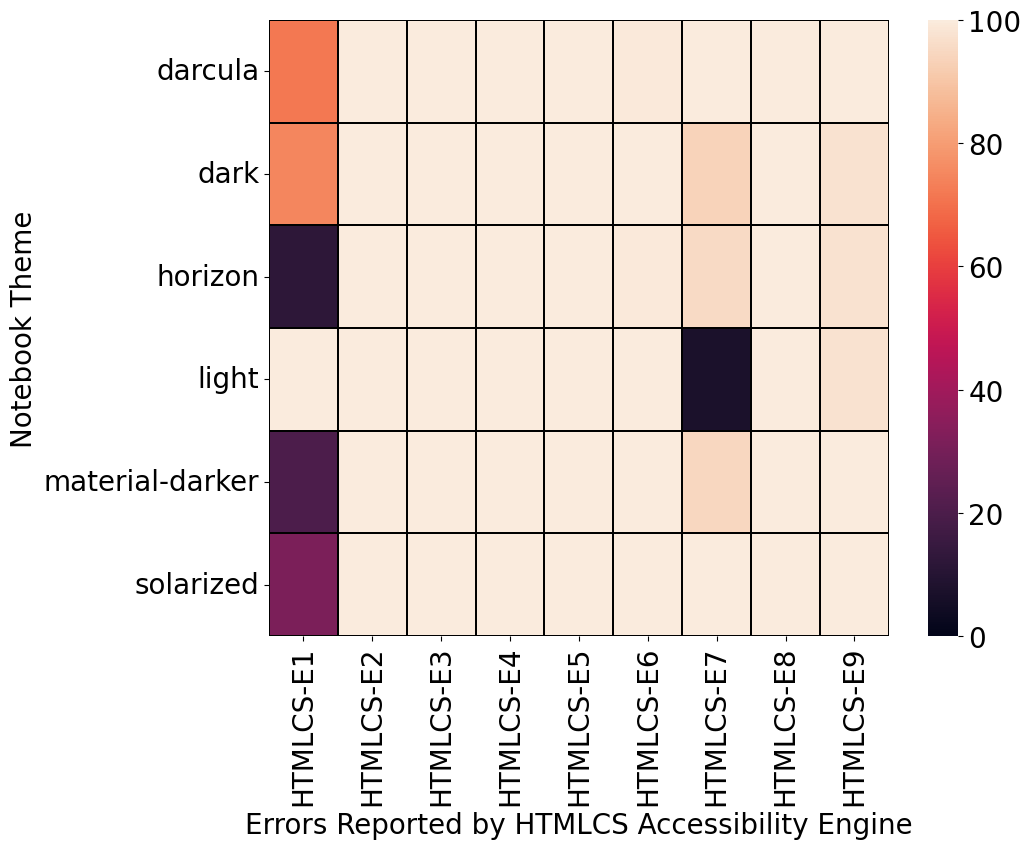 Notebook Theme
darcula
dark
horizon
light
material-darker
solarized
HTMLCS-E1
HTMLCS-E2
HTMLCS-E3
HTMLCS-E4
HTMLCS-E5
HTMLCS-E6
HTMLCS-E7
HTMLCS-E8
HTMLCS-E9
Errors Reported by HTMLCS Accessibility Engine
100
80
60
40
20
0